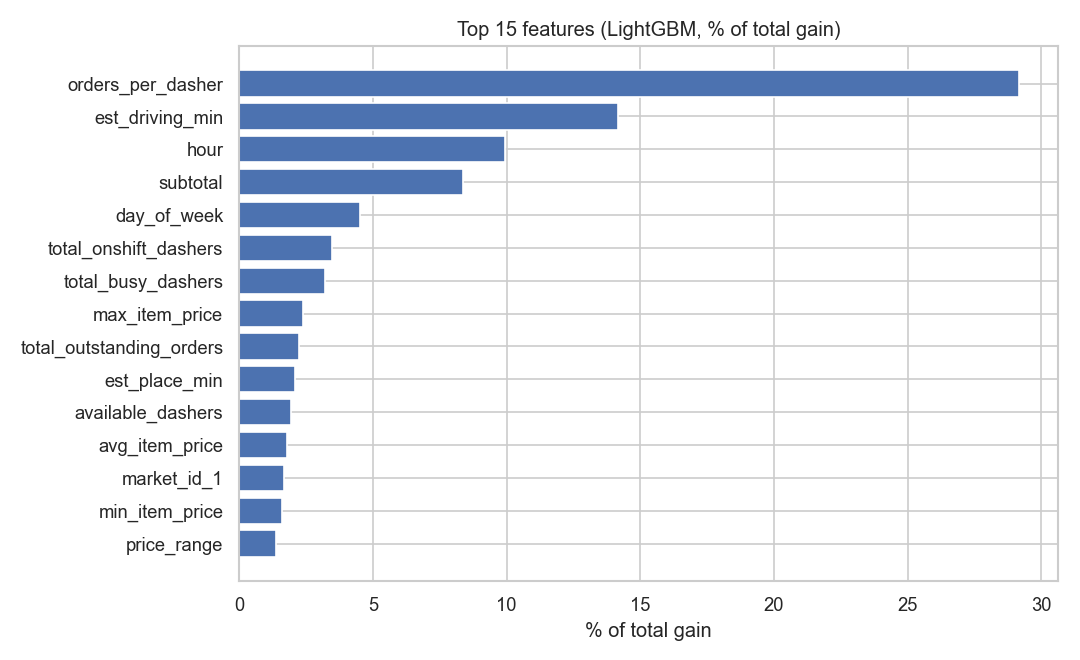 Top 15 features (LightGBM, % of total gain)
orders_per_dasher
est_driving_min
hour
subtotal
day_of_week
total_onshift_dashers
total_busy_dashers
max_item_price
total_outstanding_orders
est_place_min
available_dashers
avg_item_price
market_id_1
min_item_price
price_range
0 5 10 15 20 25 30
% of total gain